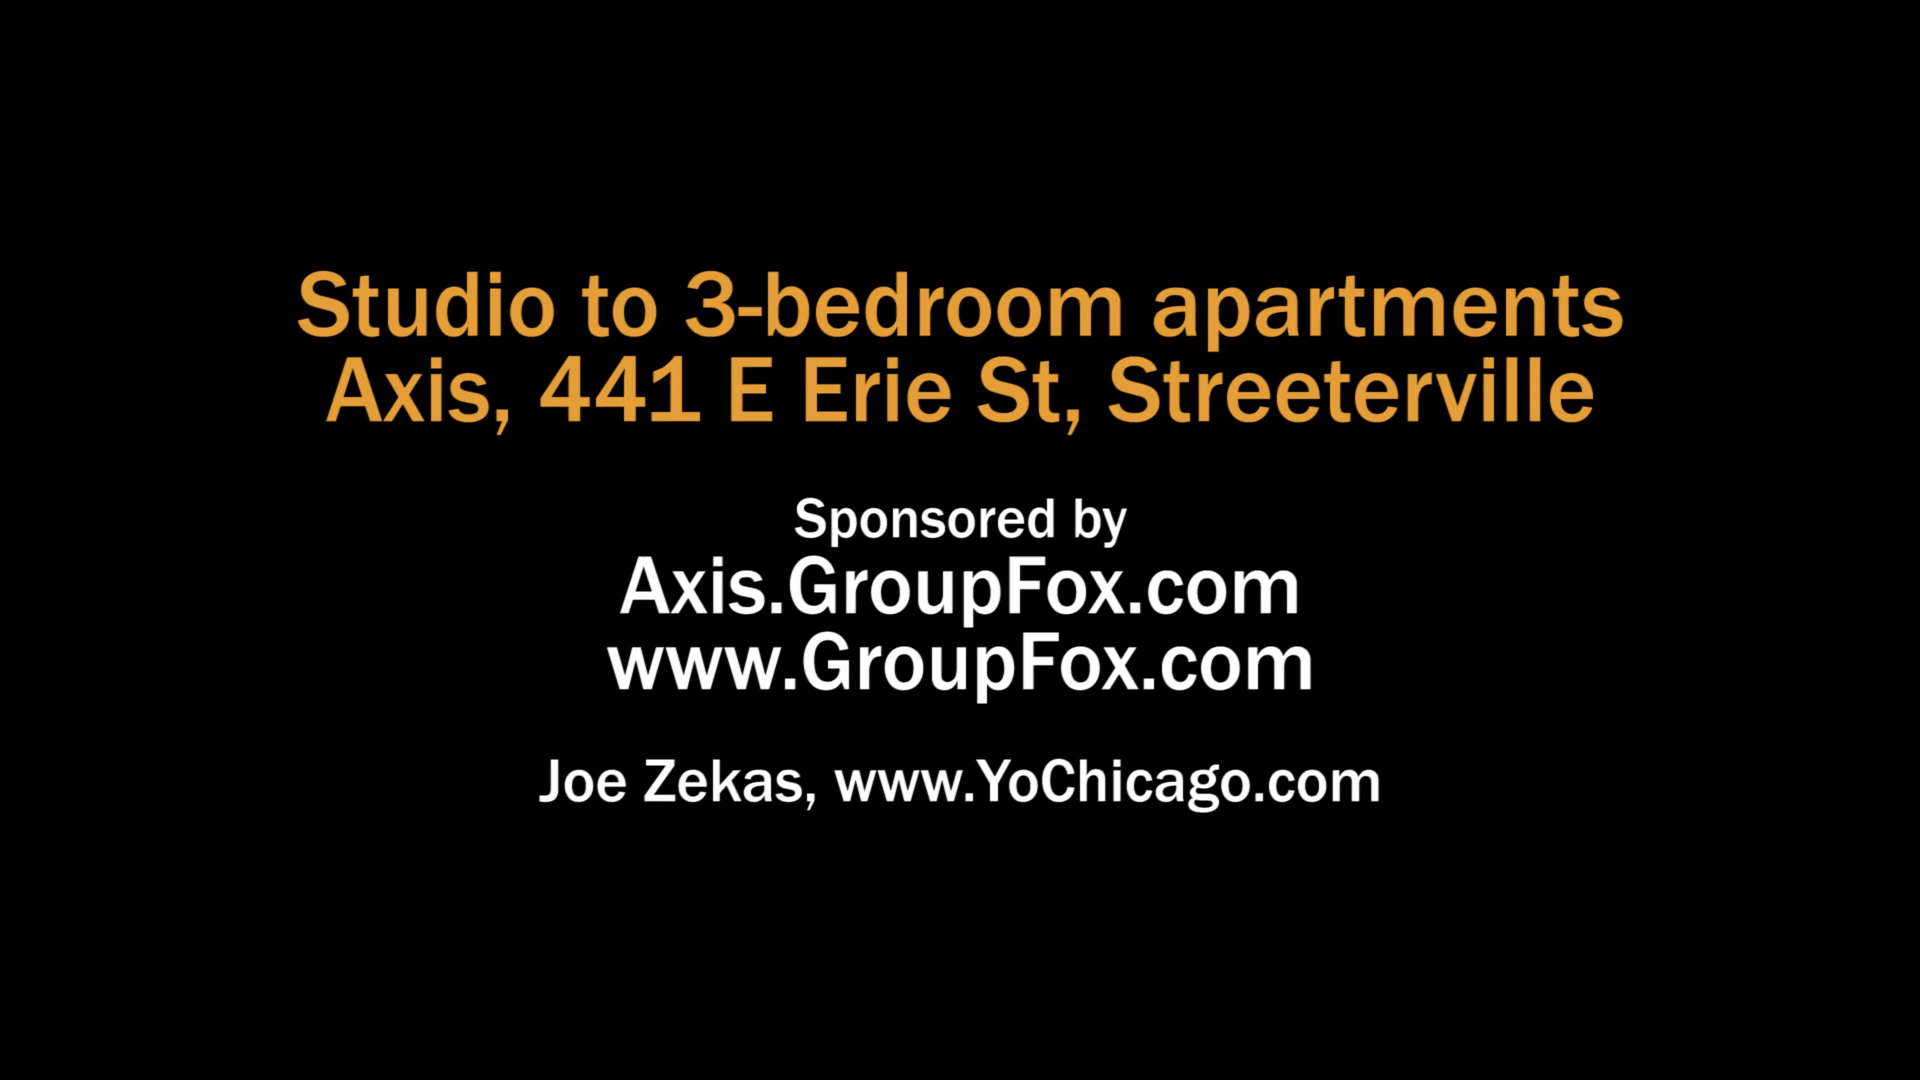 Studio to 3-bedroom apartments
Axis, 441 E Erie St, Streeterville
Sponsored by
Axis.GroupFox.com
www.GroupFox.com
Joe Zekas, www.YoChicago.com